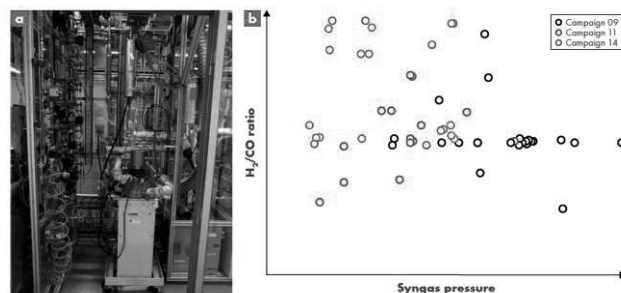 a
b
Campaign 09
Campaign 11
Campaign 14
H₂/CO ratio
Syngas pressure